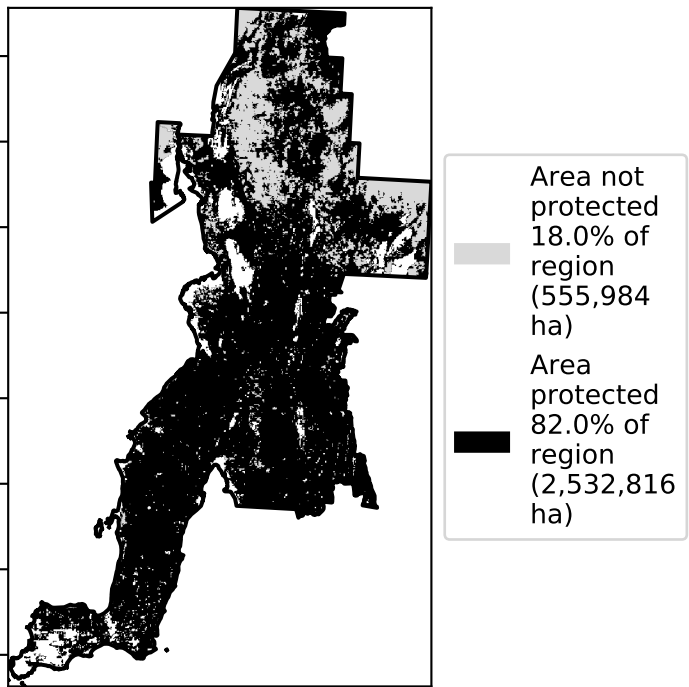 Area not
protected
18.0% of
region
(555,984
ha)
Area
protected
82.0% of
region
(2,532,816
ha)